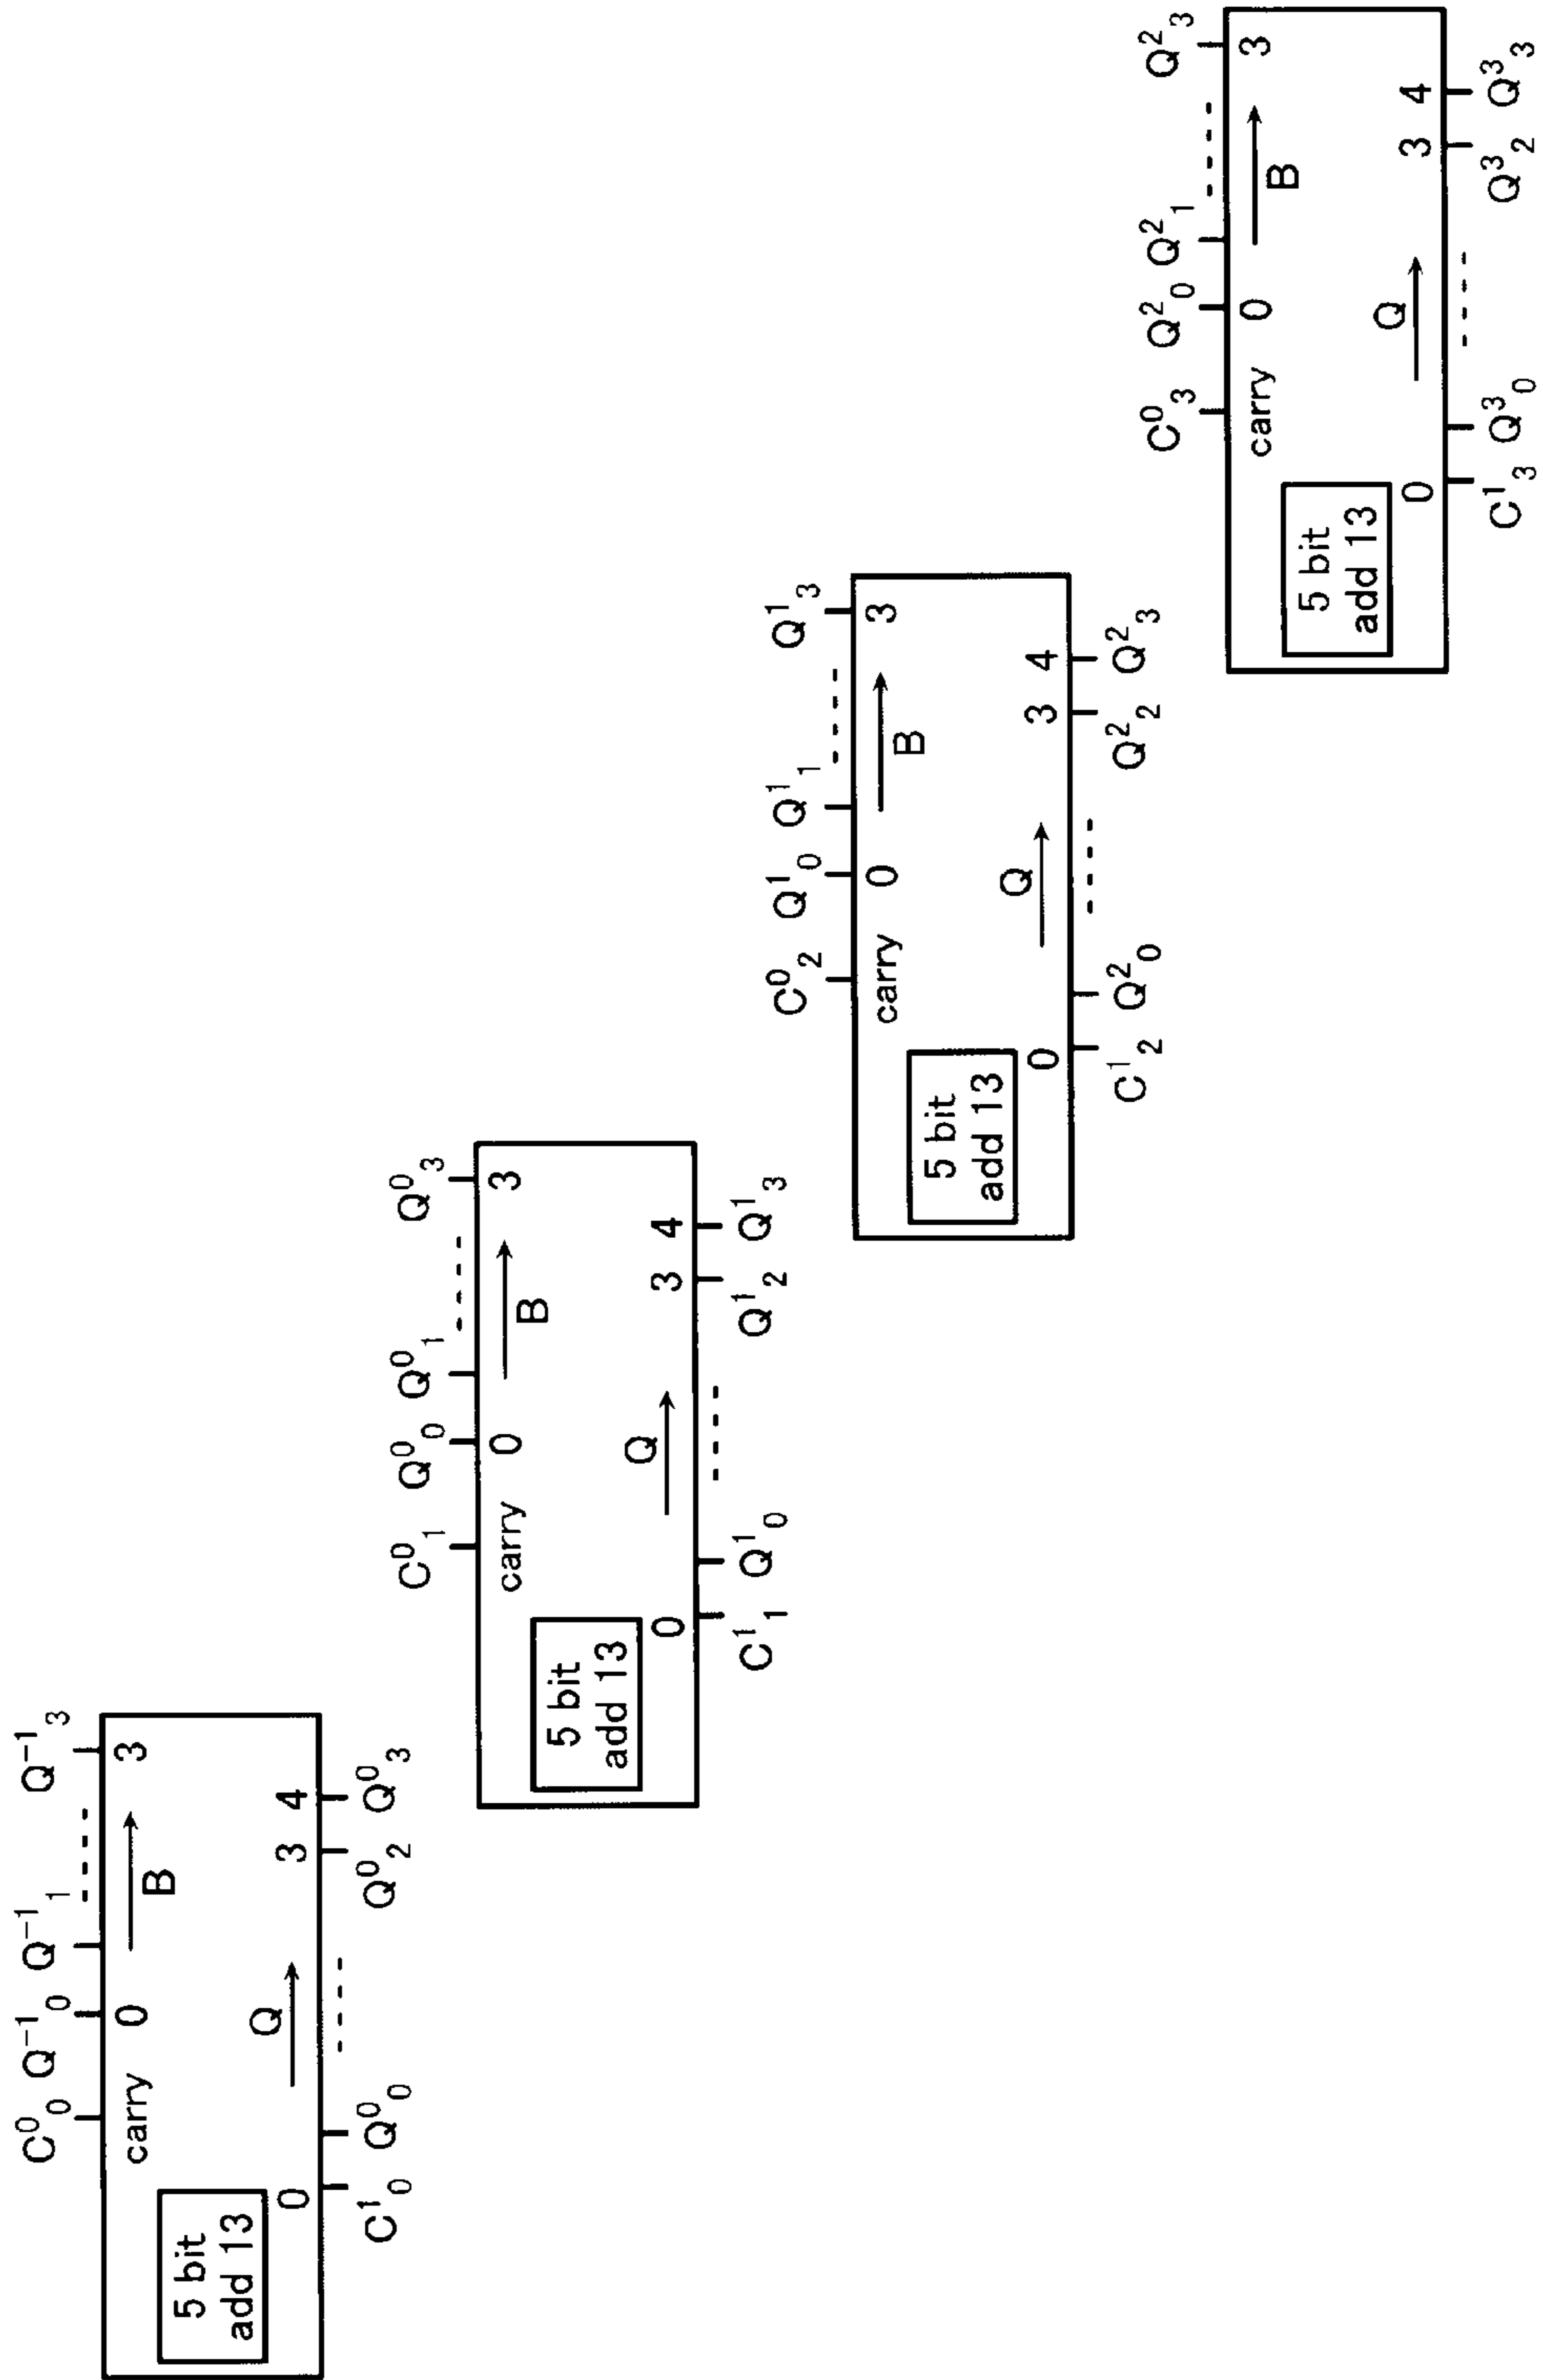 C⁰₀ Q⁻¹₀ Q⁻¹₁ Q⁻¹₃
carry 0 B 3
5 bit
add 13
0 Q 3 4
C¹₀ Q⁰₀ Q⁰₂ Q⁰₃
C⁰₁ Q⁰₀ Q⁰₁ Q⁰₃
carry 0 B 3
5 bit
add 13
0 Q 3 4
C¹₁ Q¹₀ Q¹₂ Q¹₃
C⁰₂ Q¹₀ Q¹₁ Q¹₃
carry 0 B 3
5 bit
add 13
0 Q 3 4
C¹₂ Q²₀ Q²₂ Q²₃
C⁰₃ Q²₀ Q²₁ Q²₃
carry 0 B 3
5 bit
add 13
0 Q 3 4
C¹₃ Q³₀ Q³₂ Q³₃